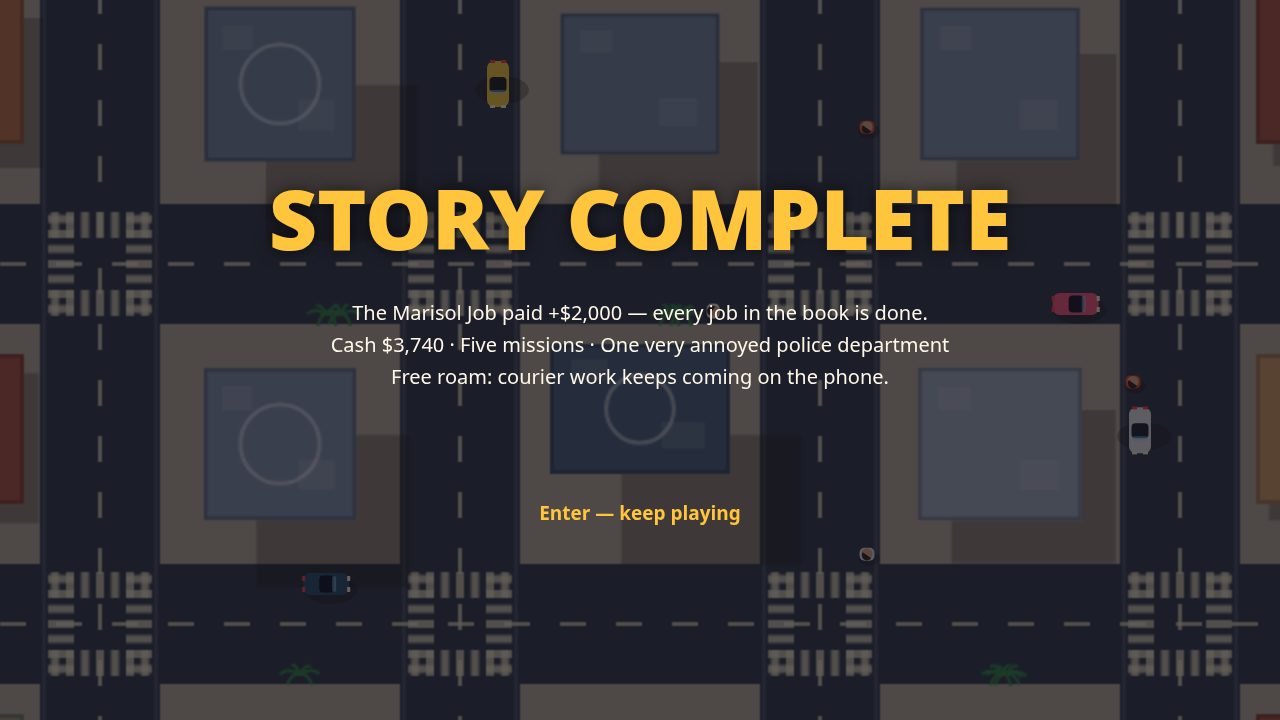 STORY COMPLETE
The Marisol Job paid +$2,000 — every job in the book is done.
Cash $3,740 · Five missions · One very annoyed police department
Free roam: courier work keeps coming on the phone.
Enter — keep playing